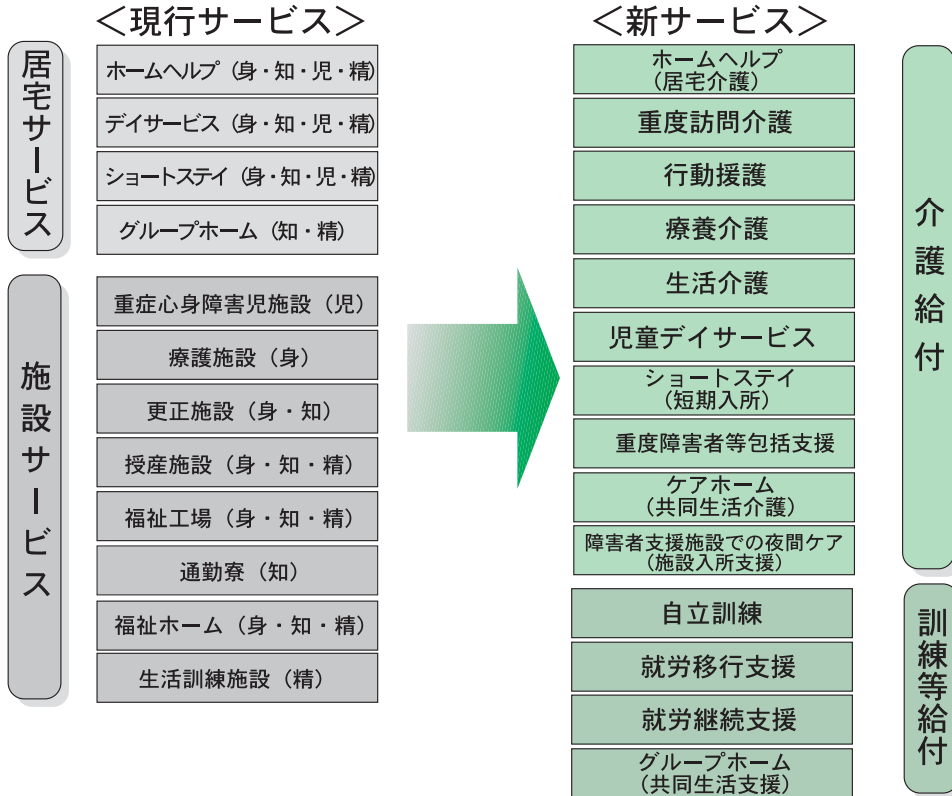 ＜現行サービス＞
居宅サービス
ホームヘルプ（身・知・児・精）
デイサービス（身・知・児・精）
ショートステイ（身・知・児・精）
グループホーム（知・精）
施設サービス
重症心身障害児施設（児）
療護施設（身）
更正施設（身・知）
授産施設（身・知・精）
福祉工場（身・知・精）
通勤寮（知）
福祉ホーム（身・知・精）
生活訓練施設（精）
＜新サービス＞
ホームヘルプ
（居宅介護）
重度訪問介護
行動援護
療養介護
生活介護
児童デイサービス
ショートステイ
（短期入所）
重度障害者等包括支援
ケアホーム
（共同生活介護）
障害者支援施設での夜間ケア
（施設入所支援）
介護給付
自立訓練
就労移行支援
就労継続支援
グループホーム
（共同生活支援）
訓練等給付